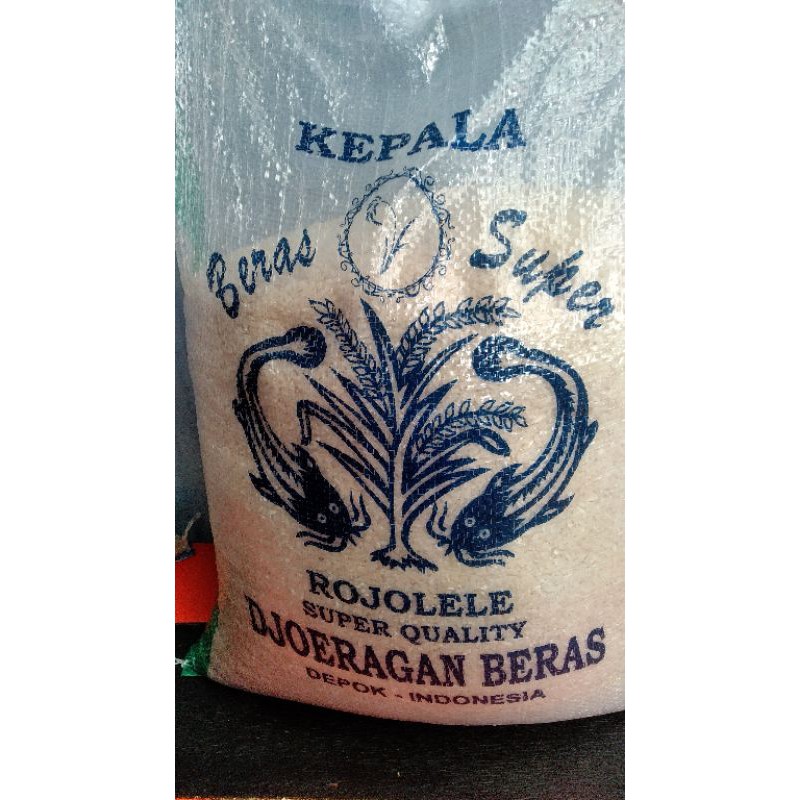 KEPALA
Beras Super
ROJOLELE
SUPER QUALITY
DJOERAGAN BERAS
DEPOK - INDONESIA